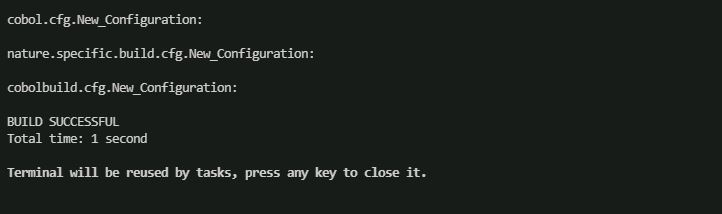 cobol.cfg.New_Configuration:
nature.specific.build.cfg.New_Configuration:
cobolbuild.cfg.New_Configuration:
BUILD SUCCESSFUL
Total time: 1 second
Terminal will be reused by tasks, press any key to close it.